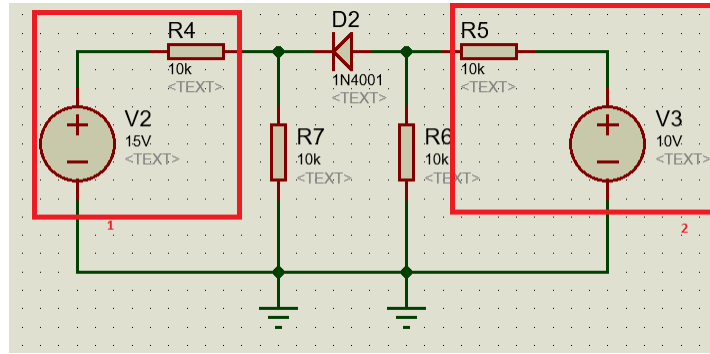 R4
10k
<TEXT>
D2
1N4001
<TEXT>
R5
10k
<TEXT>
V2
15V
<TEXT>
R7
10k
<TEXT>
R6
10k
<TEXT>
V3
10V
<TEXT>
1
2